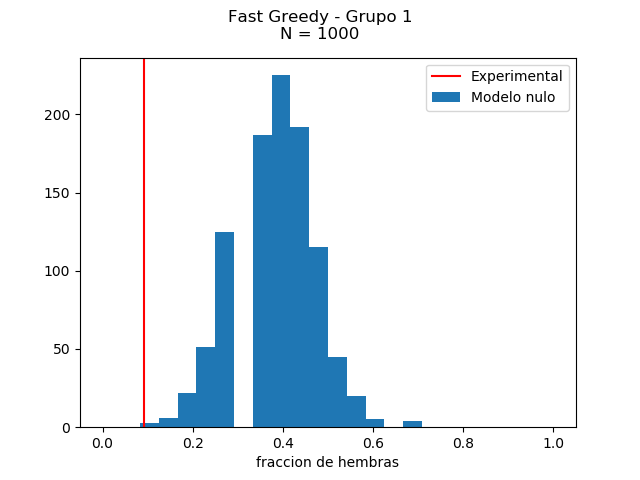 Fast Greedy - Grupo 1
N = 1000
Experimental
Modelo nulo
200
150
100
50
0
0.0 0.2 0.4 0.6 0.8 1.0
fraccion de hembras